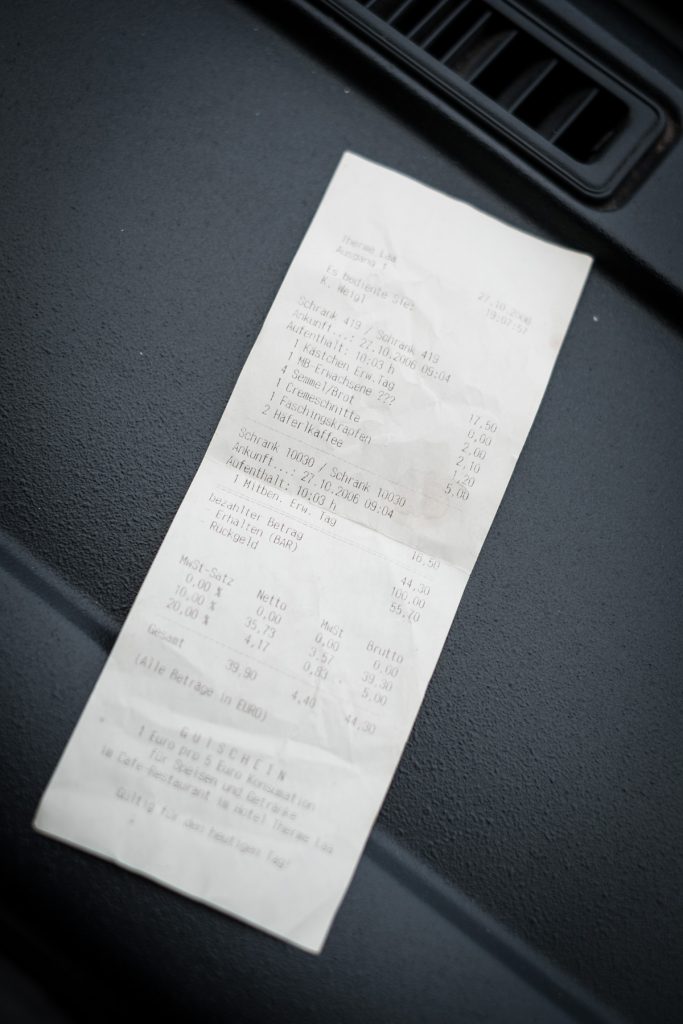 Therme Laa
Ausgang 1 27.10.2006
Es bediente Sie: 19:07:57
K. Weigl
Schrank 419 / Schrank 419
Ankunft...: 27.10.2006 09:04
Aufenthalt: 10:03 h
1 Kästchen Erw.Tag 17,50
1 MB Erwachsene ??? 0,00
4 Semmel/Brot 2,00
1 Cremeschnitte 2,10
1 Faschingskrapfen 1,20
2 Häferlkaffee 5,00
Schrank 10030 / Schrank 10030
Ankunft...: 27.10.2006 09:04
Aufenthalt: 10:03 h
1 Mitben. Erw. Tag 16,50
bezahlter Betrag 44,30
Erhalten (BAR) 100,00
Rückgeld 55,70
MwSt-Satz Netto MwSt Brutto
0,00 % 0,00 0,00 0,00
10,00 % 35,73 3,57 39,30
20,00 % 4,17 0,83 5,00
Gesamt 39,90 4,40 44,30
(Alle Beträge in EURO)
G U T S C H E I N
1 Euro pro 5 Euro Konsumation
für Speisen und Getränke
im Cafe-Restaurant im Hotel Therme Laa
Gültig für den heutigen Tag!